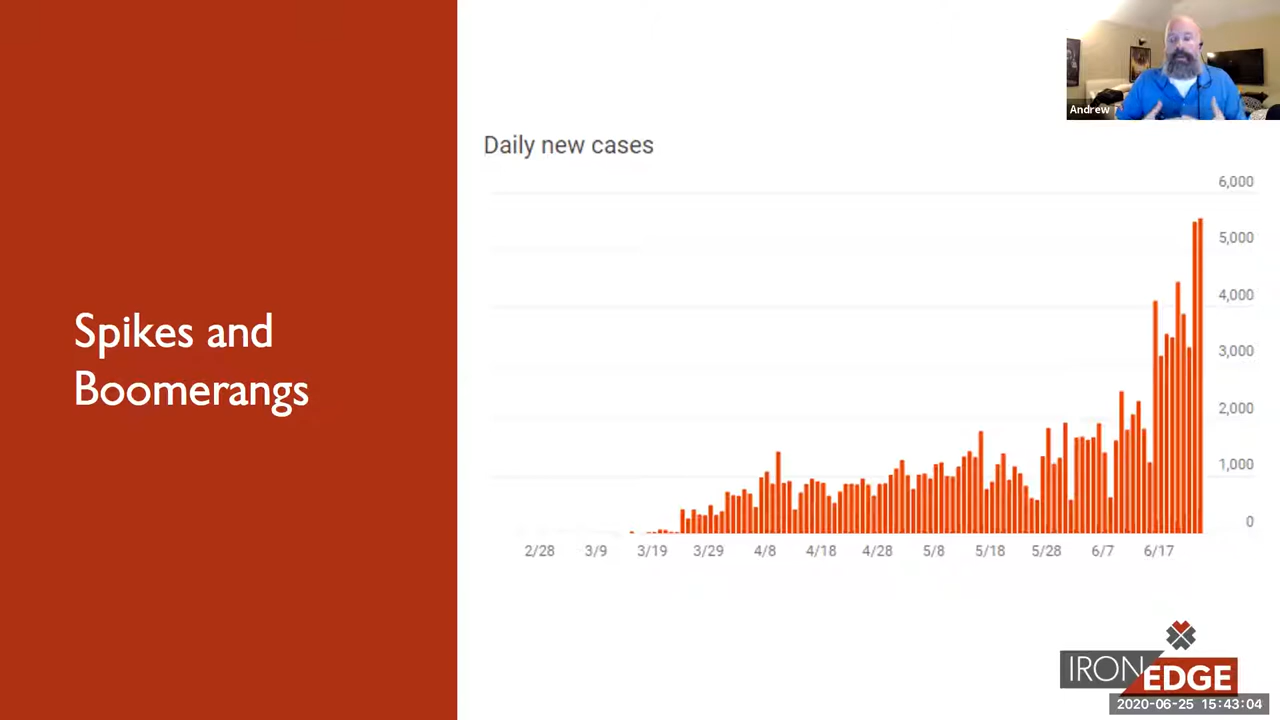 Andrew
Spikes and
Boomerangs
Daily new cases
6,000
5,000
4,000
3,000
2,000
1,000
0
2/28 3/9 3/19 3/29 4/8 4/18 4/28 5/8 5/18 5/28 6/7 6/17
IRON
EDGE
2020-06-25 15:43:04